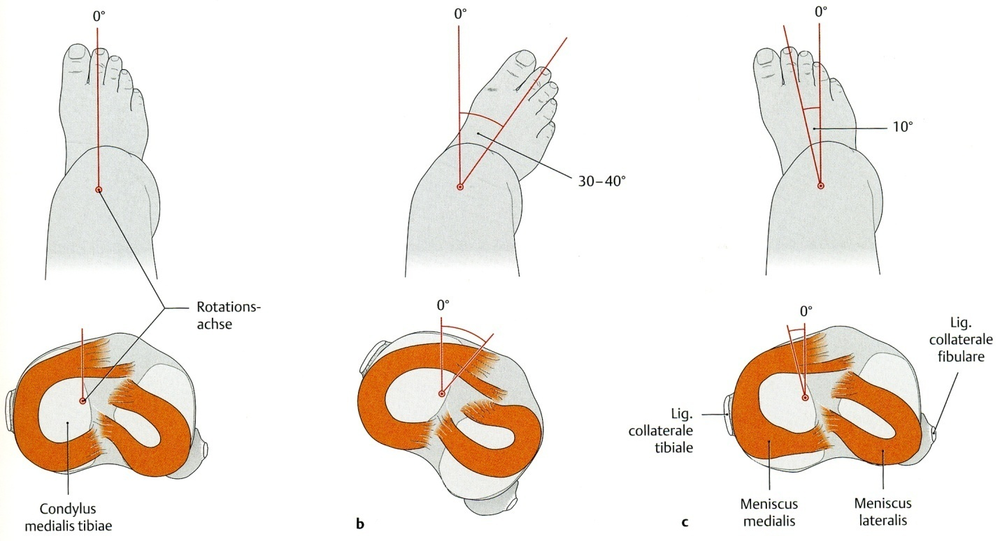 0°
0°
0°
30–40°
10°
Rotations-
achse
0°
0°
Lig.
collaterale
fibulare
Lig.
collaterale
tibiale
Condylus
medialis tibiae
b
c
Meniscus
medialis
Meniscus
lateralis